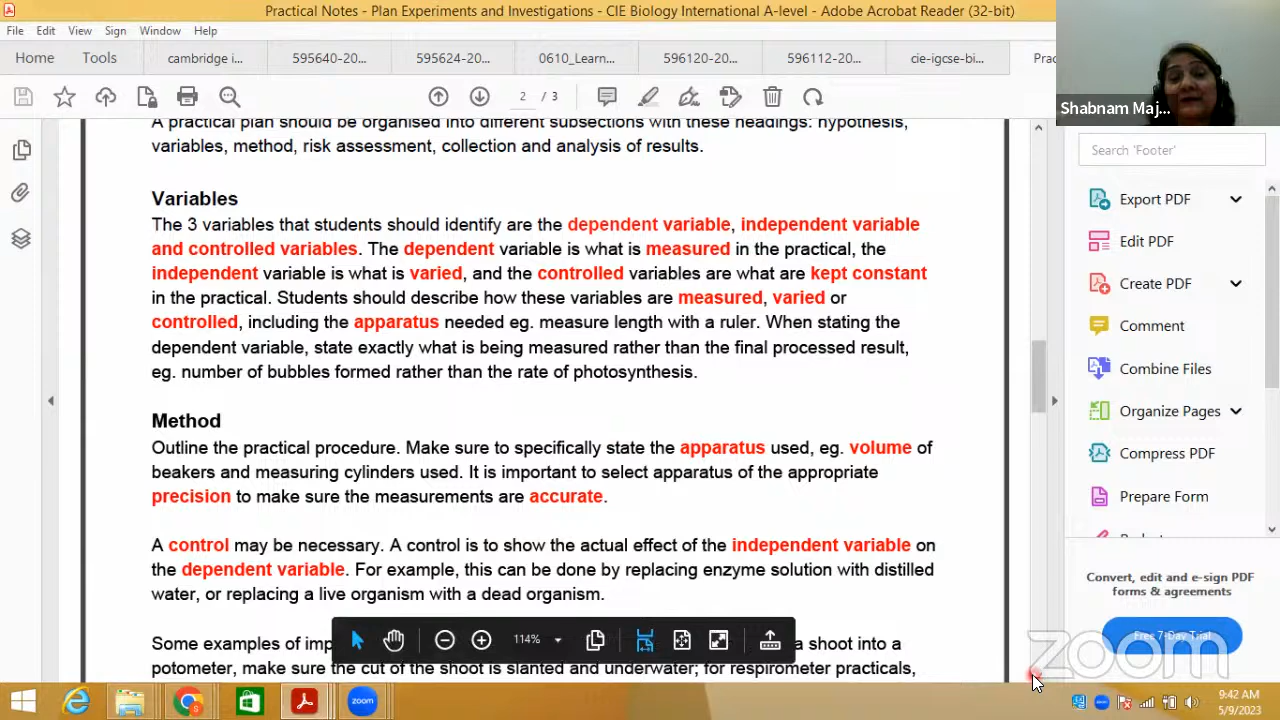 Practical Notes - Plan Experiments and Investigations - CIE Biology International A-level - Adobe Acrobat Reader (32-bit)
File Edit View Sign Window Help
Home Tools cambridge i... 595640-20... 595624-20... 0610_Learn... 596120-20... 596112-20... cie-igcse-bi... Prac
2 / 3
Shabnam Maj...
A practical plan should be organised into different subsections with these headings: hypothesis,
variables, method, risk assessment, collection and analysis of results.
Variables
The 3 variables that students should identify are the dependent variable, independent variable
and controlled variables. The dependent variable is what is measured in the practical, the
independent variable is what is varied, and the controlled variables are what are kept constant
in the practical. Students should describe how these variables are measured, varied or
controlled, including the apparatus needed eg. measure length with a ruler. When stating the
dependent variable, state exactly what is being measured rather than the final processed result,
eg. number of bubbles formed rather than the rate of photosynthesis.
Method
Outline the practical procedure. Make sure to specifically state the apparatus used, eg. volume of
beakers and measuring cylinders used. It is important to select apparatus of the appropriate
precision to make sure the measurements are accurate.
A control may be necessary. A control is to show the actual effect of the independent variable on
the dependent variable. For example, this can be done by replacing enzyme solution with distilled
water, or replacing a live organism with a dead organism.
Some examples of imp a shoot into a
potometer, make sure the cut of the shoot is slanted and underwater; for respirometer practicals,
114%
Search 'Footer'
Export PDF
Edit PDF
Create PDF
Comment
Combine Files
Organize Pages
Compress PDF
Prepare Form
Convert, edit and e-sign PDF
forms & agreements
Free 7-Day Trial
zoom
zoom
9:42 AM
5/9/2023